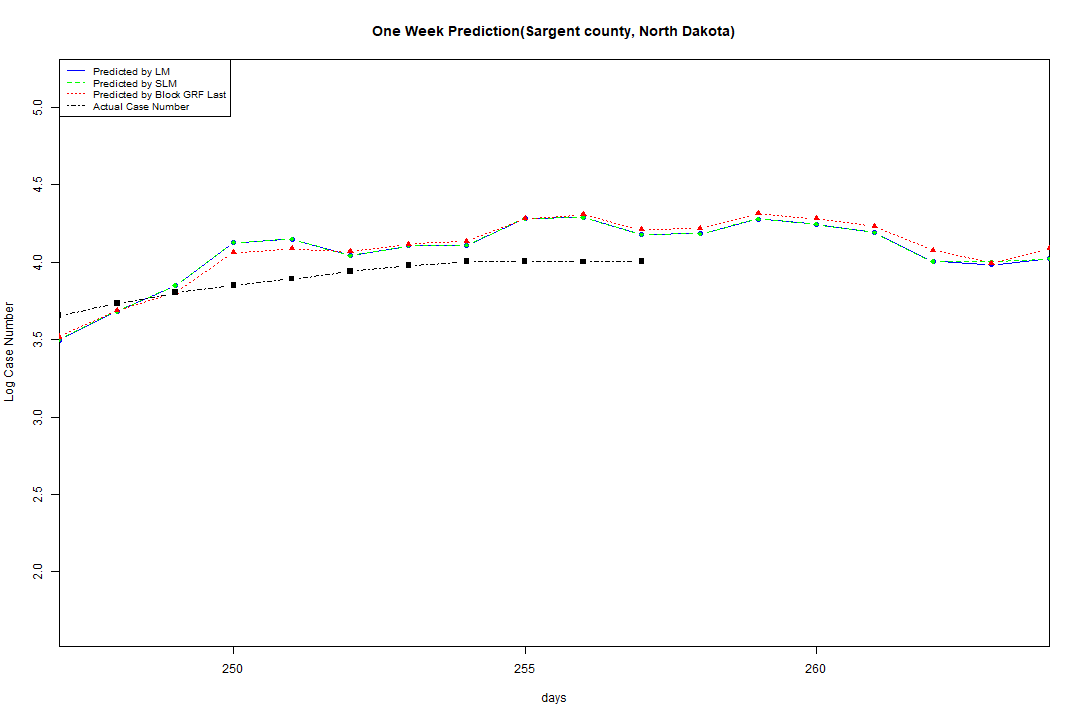 One Week Prediction(Sargent county, North Dakota)
Predicted by LM
Predicted by SLM
Predicted by Block GRF Last
Actual Case Number
5.0
4.5
4.0
3.5
3.0
2.5
2.0
Log Case Number
250
255
260
days